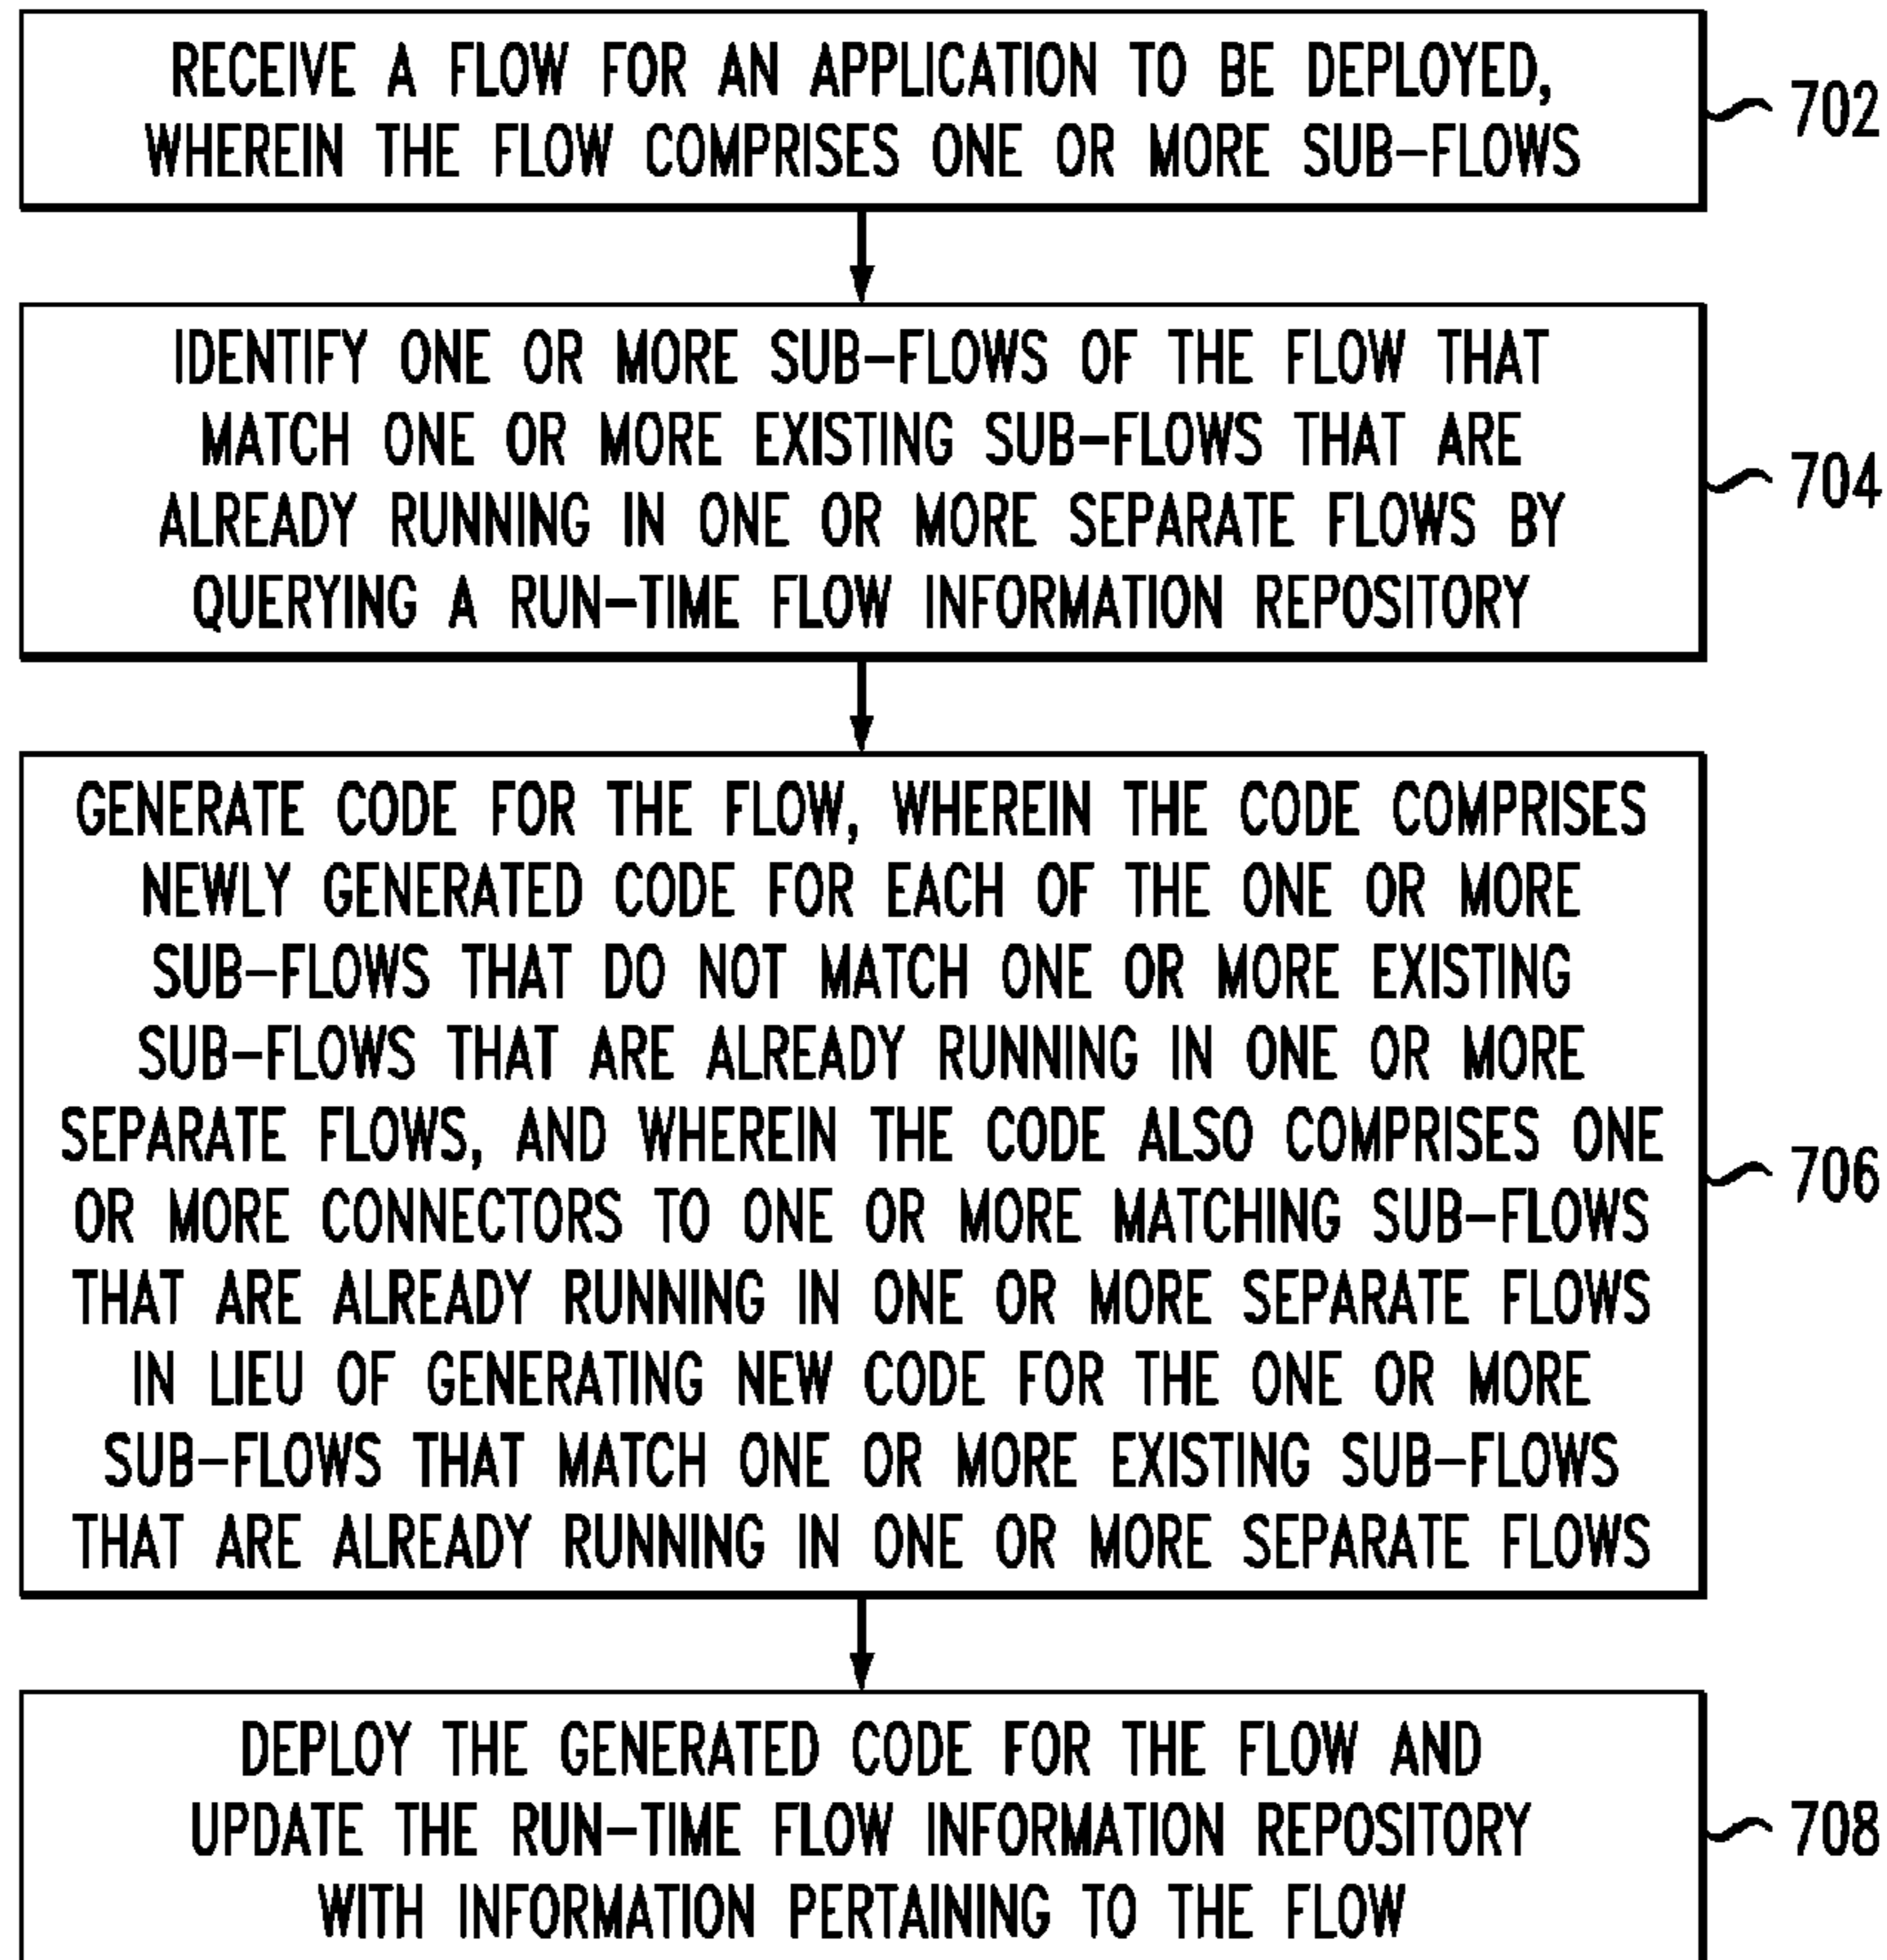 RECEIVE A FLOW FOR AN APPLICATION TO BE DEPLOYED,
WHEREIN THE FLOW COMPRISES ONE OR MORE SUB-FLOWS
702
IDENTIFY ONE OR MORE SUB-FLOWS OF THE FLOW THAT
MATCH ONE OR MORE EXISTING SUB-FLOWS THAT ARE
ALREADY RUNNING IN ONE OR MORE SEPARATE FLOWS BY
QUERYING A RUN-TIME FLOW INFORMATION REPOSITORY
704
GENERATE CODE FOR THE FLOW, WHEREIN THE CODE COMPRISES
NEWLY GENERATED CODE FOR EACH OF THE ONE OR MORE
SUB-FLOWS THAT DO NOT MATCH ONE OR MORE EXISTING
SUB-FLOWS THAT ARE ALREADY RUNNING IN ONE OR MORE
SEPARATE FLOWS, AND WHEREIN THE CODE ALSO COMPRISES ONE
OR MORE CONNECTORS TO ONE OR MORE MATCHING SUB-FLOWS
THAT ARE ALREADY RUNNING IN ONE OR MORE SEPARATE FLOWS
IN LIEU OF GENERATING NEW CODE FOR THE ONE OR MORE
SUB-FLOWS THAT MATCH ONE OR MORE EXISTING SUB-FLOWS
THAT ARE ALREADY RUNNING IN ONE OR MORE SEPARATE FLOWS
706
DEPLOY THE GENERATED CODE FOR THE FLOW AND
UPDATE THE RUN-TIME FLOW INFORMATION REPOSITORY
WITH INFORMATION PERTAINING TO THE FLOW
708